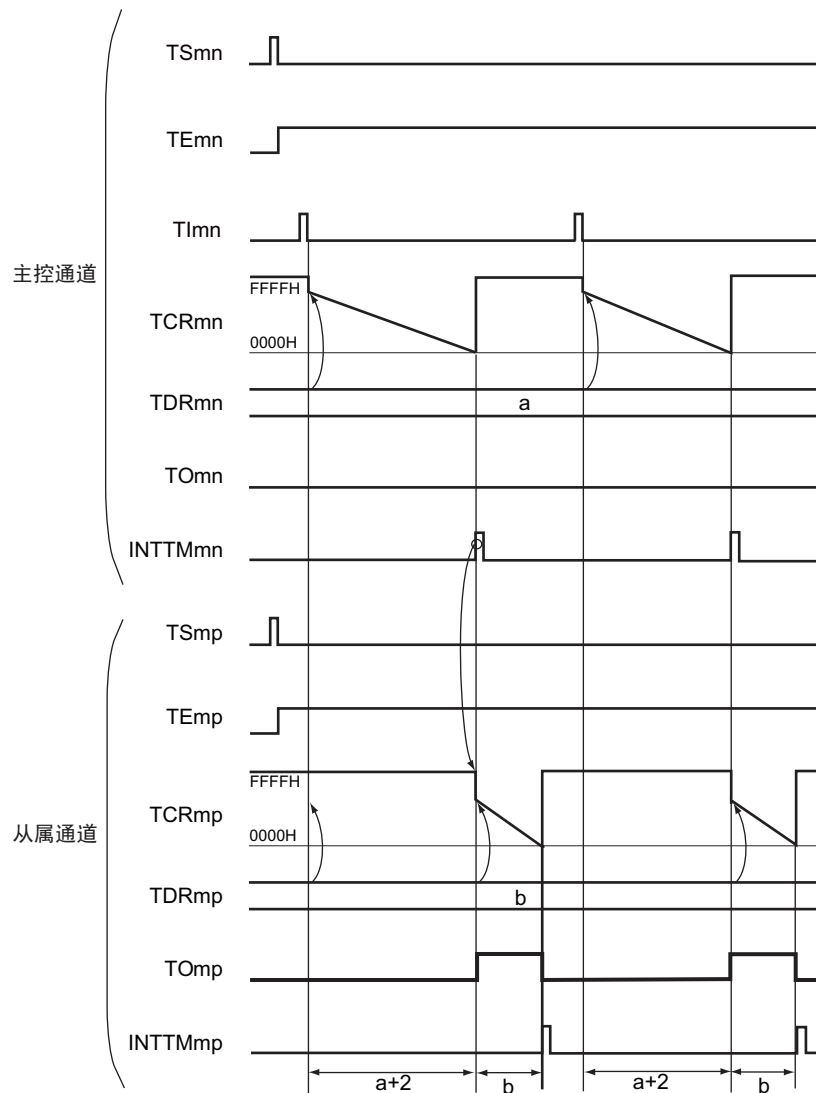 主控通道
TSmn
TEmn
TImn
FFFFH
TCRmn
0000H
TDRmn
a
TOmn
INTTMmn
从属通道
TSmp
TEmp
FFFFH
TCRmp
0000H
TDRmp
b
TOmp
INTTMmp
a+2 b a+2 b